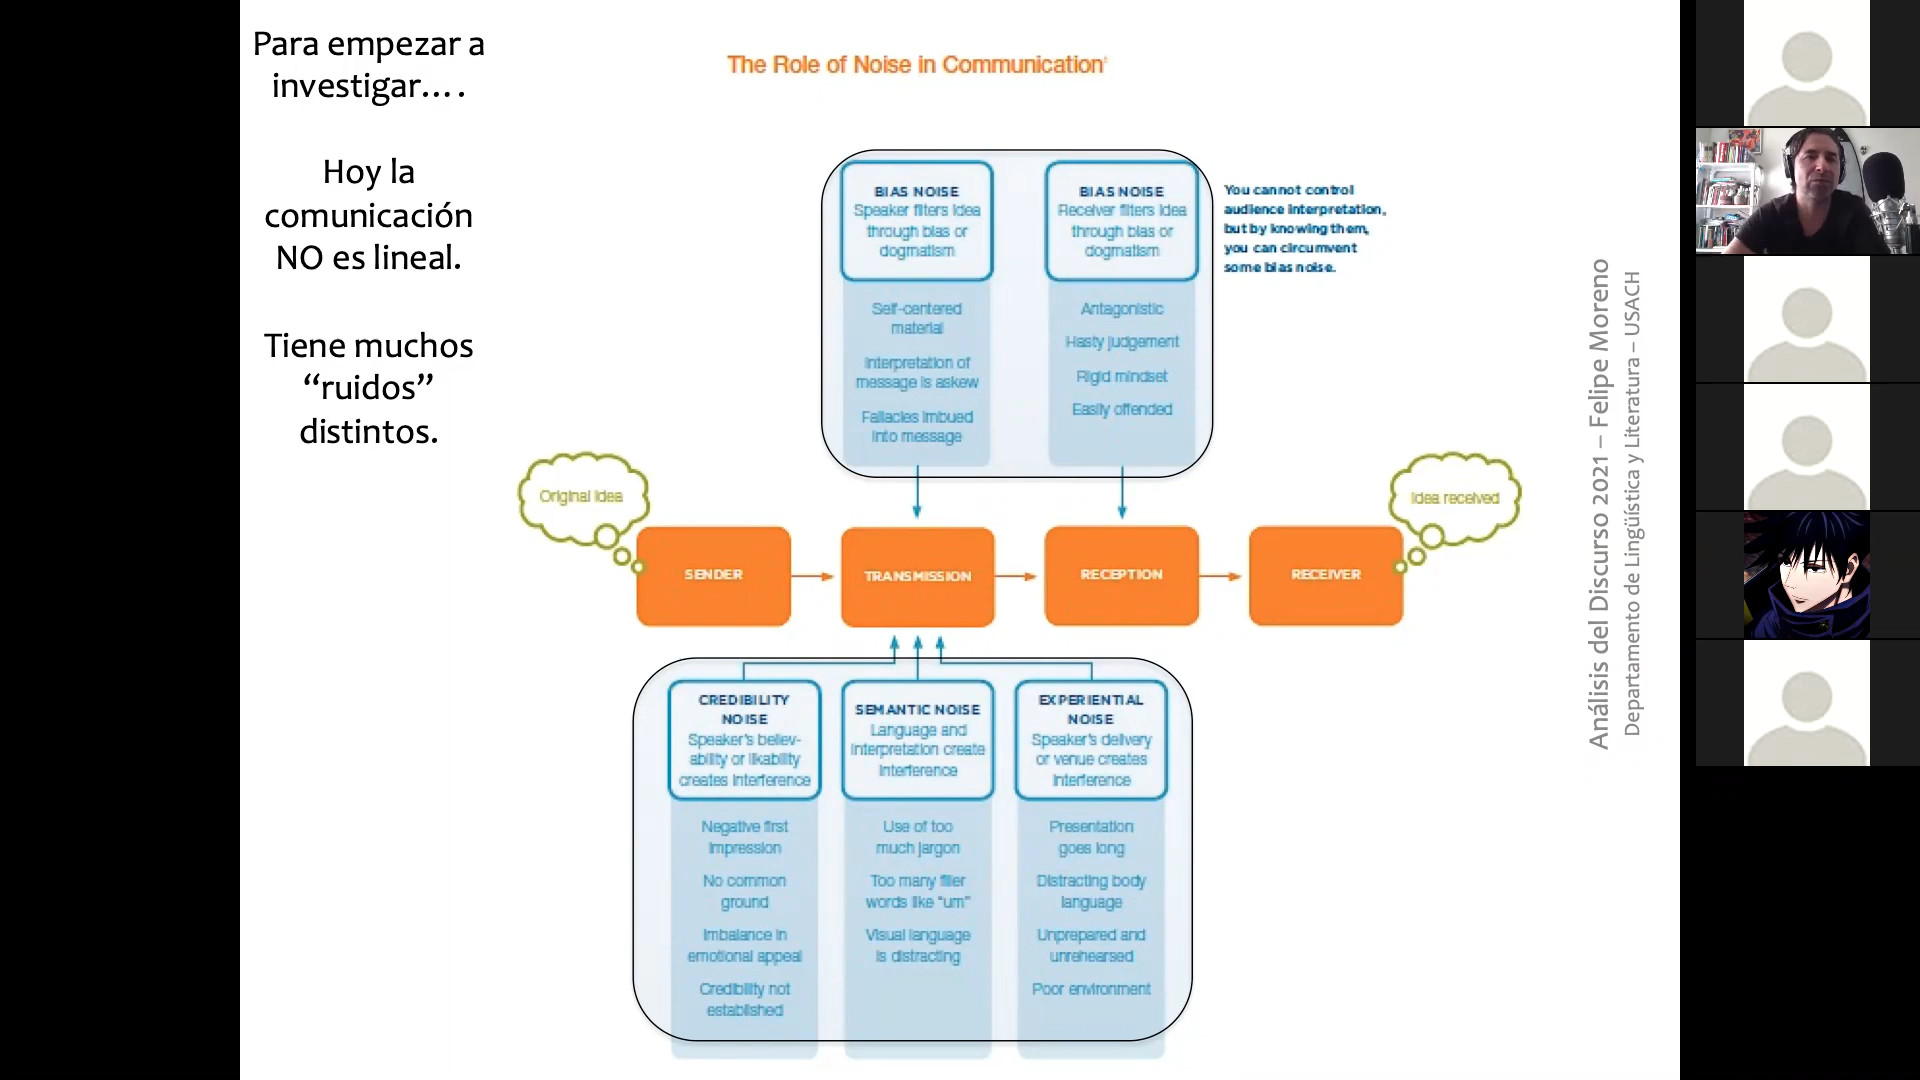 Para empezar a
investigar….
Hoy la
comunicación
NO es lineal.
Tiene muchos
“ruidos”
distintos.
The Role of Noise in Communication
BIAS NOISE
Speaker filters idea
through bias or
dogmatism
Self-centered
material
Interpretation of
message is askew
Fallacies imbued
into message
BIAS NOISE
Receiver filters idea
through bias or
dogmatism
Antagonistic
Hasty judgement
Rigid mindset
Easily offended
You cannot control
audience interpretation,
but by knowing them,
you can circumvent
some bias noise.
Original idea
SENDER
TRANSMISSION
RECEPTION
RECEIVER
Idea received
CREDIBILITY
NOISE
Speaker's believ-
ability or likability
creates interference
Negative first
impression
No common
ground
Imbalance in
emotional appeal
Credibility not
established
SEMANTIC NOISE
Language and
interpretation create
interference
Use of too
much jargon
Too many filler
words like "um"
Visual language
is distracting
EXPERIENTIAL
NOISE
Speaker's delivery
or venue creates
interference
Presentation
goes long
Distracting body
language
Unprepared and
unrehearsed
Poor environment
Análisis del Discurso 2021 – Felipe Moreno
Departamento de Lingüística y Literatura – USACH